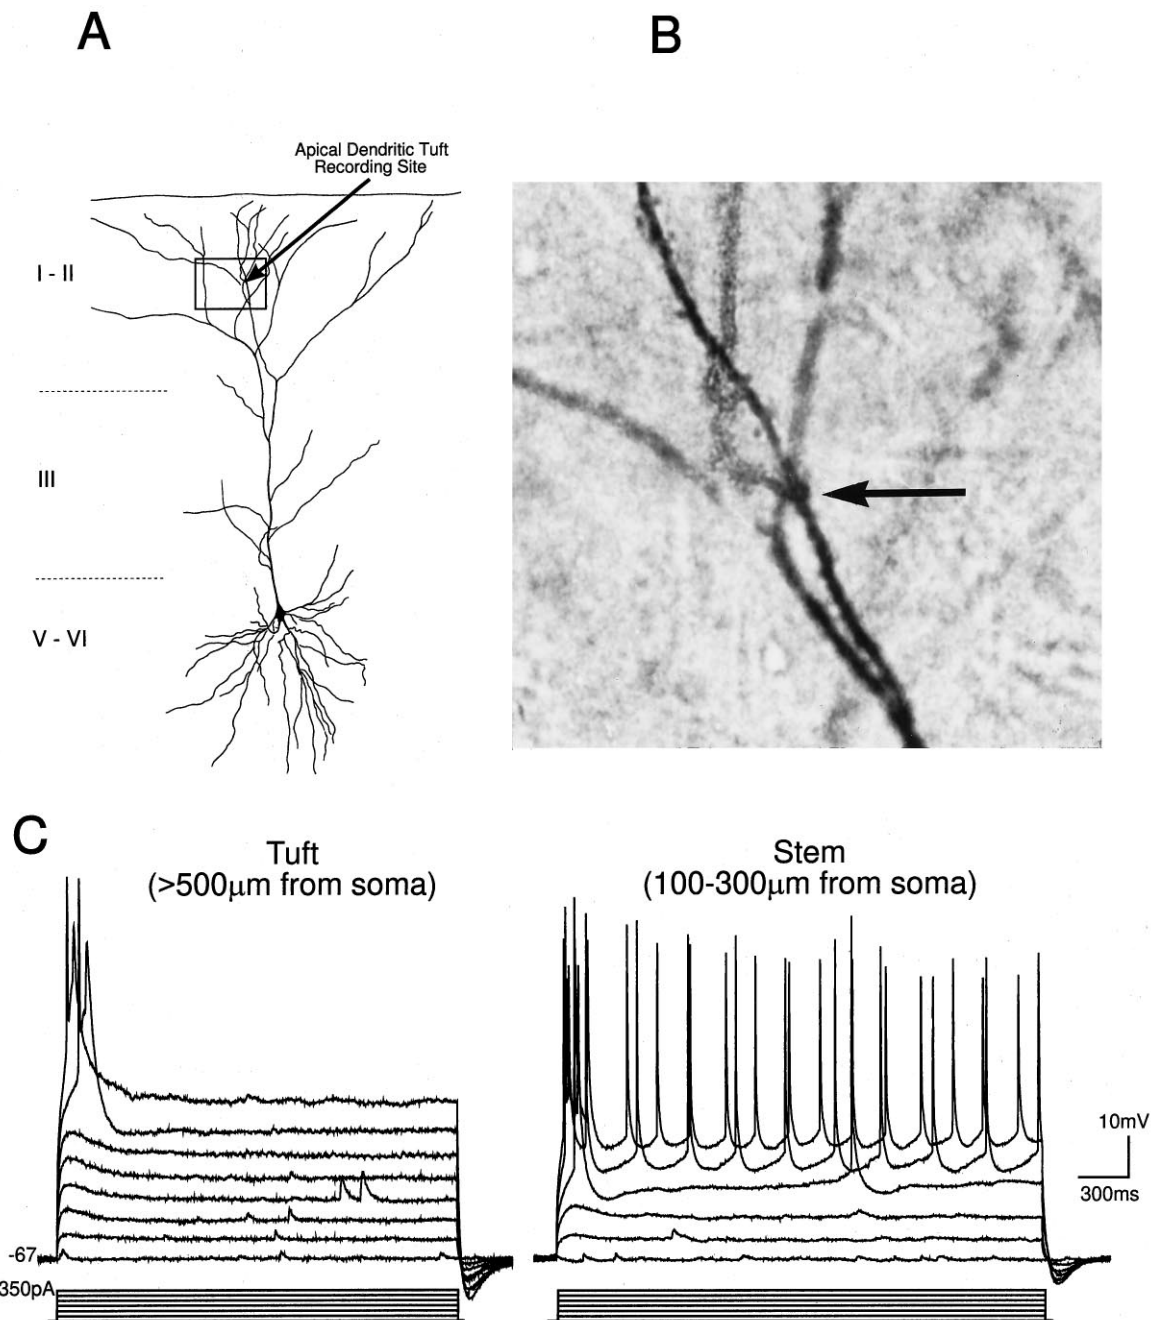 A
B
Apical Dendritic Tuft
Recording Site
I - II
III
V - VI
C
Tuft
(>500μm from soma)
Stem
(100-300μm from soma)
10mV
300ms
-67
350pA